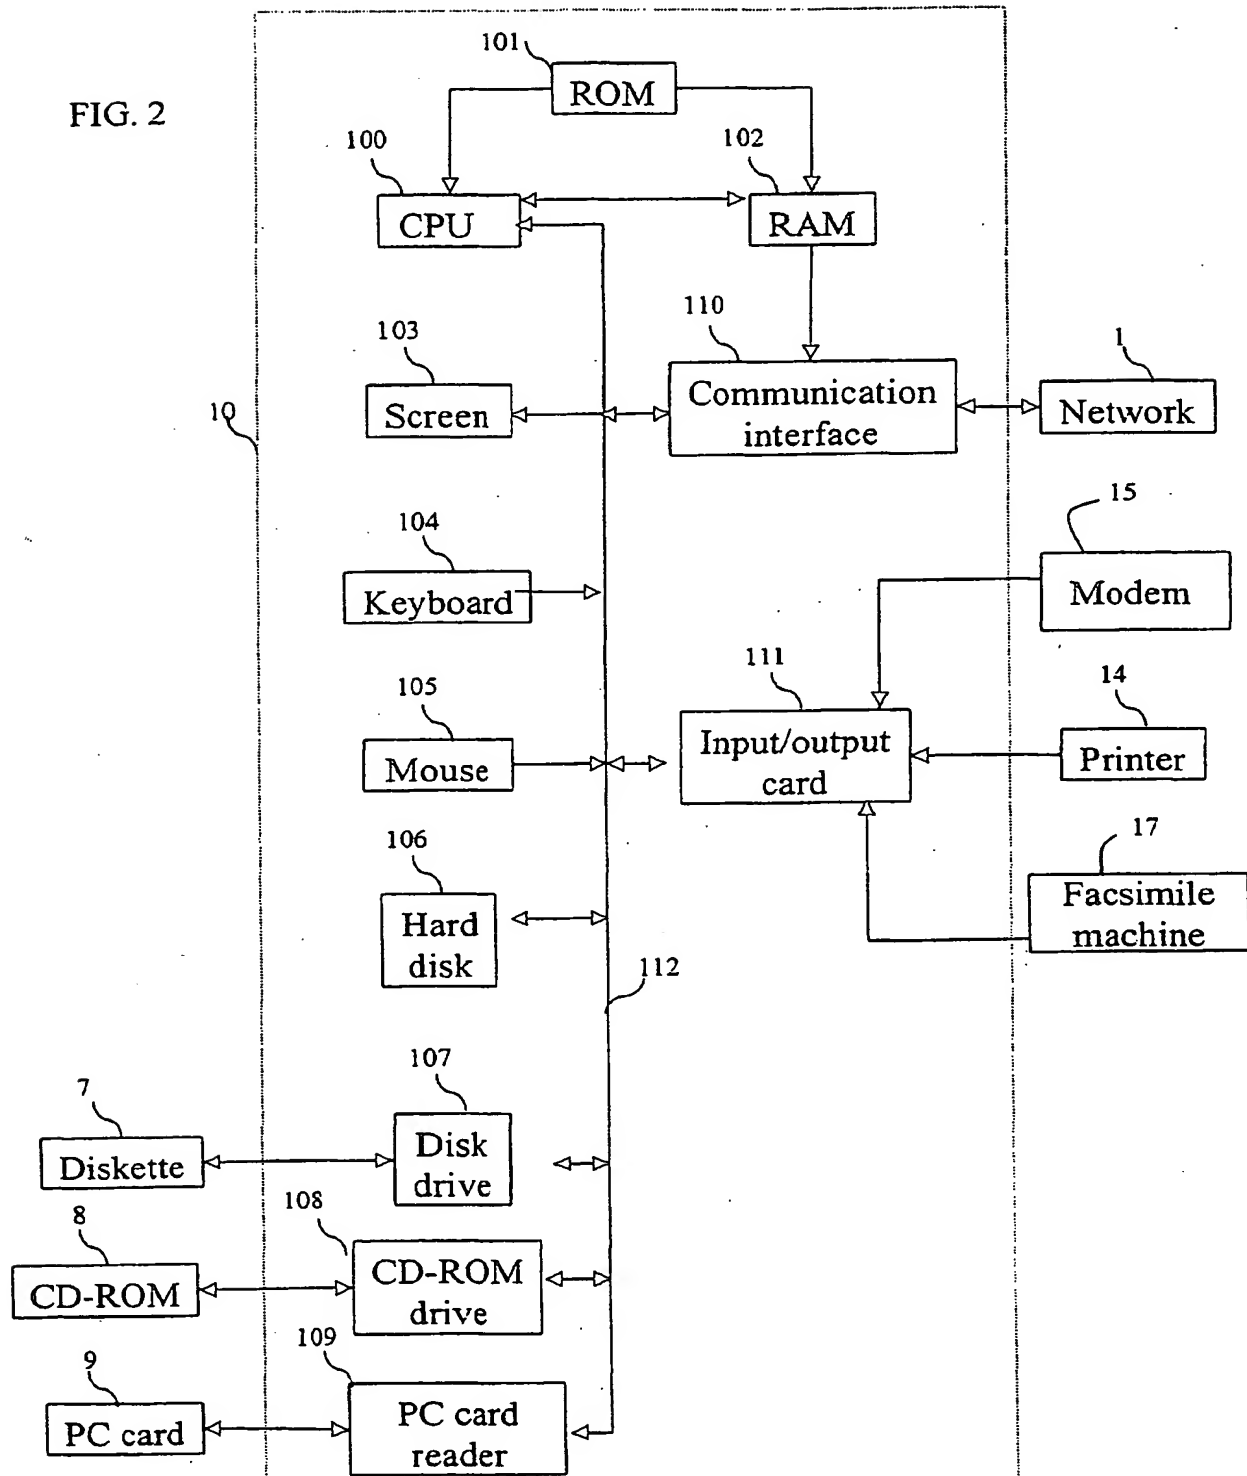 FIG. 2
101
ROM
100
CPU
102
RAM
110
Communication
interface
1
Network
103
Screen
10
104
Keyboard
15
Modem
105
Mouse
111
Input/output
card
14
Printer
106
Hard
disk
17
Facsimile
machine
112
107
Disk
drive
7
Diskette
108
CD-ROM
drive
8
CD-ROM
109
PC card
reader
9
PC card